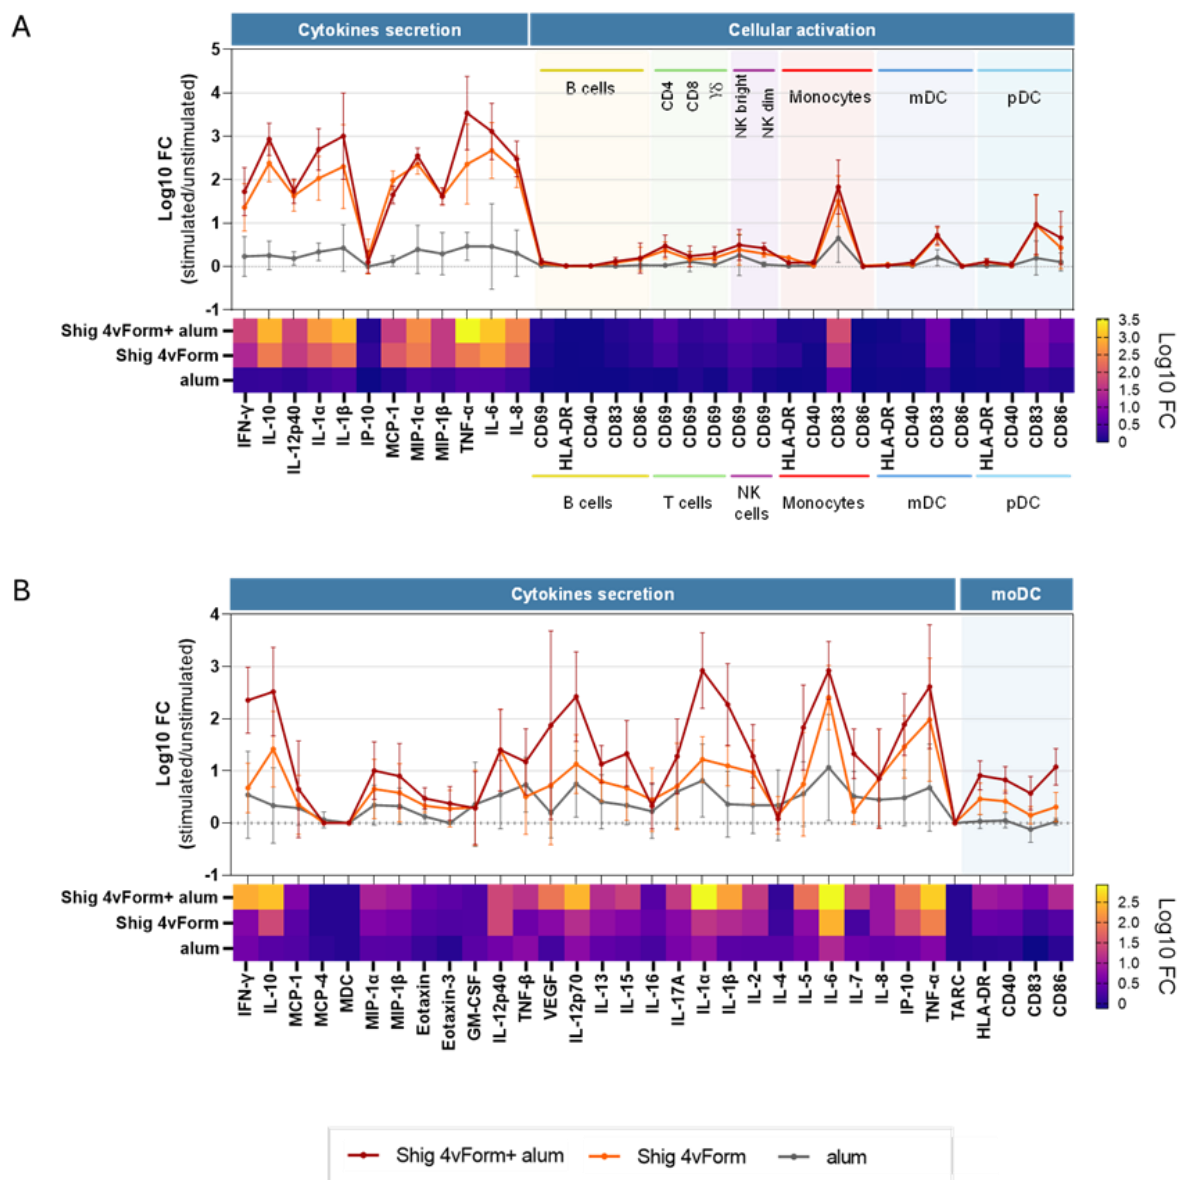 A
Cytokines secretion
Cellular activation
Log10 FC
(stimulated/unstimulated)
5
4
3
2
1
0
-1
B cells
CD4
CD8
γδ
NK bright
NK dim
Monocytes
mDC
pDC
Shig 4vForm+ alum
Shig 4vForm
alum
3.5
3.0
2.5
2.0
1.5
1.0
0.5
0
Log10 FC
IFN-γ
IL-10
IL-12p40
IL-1α
IL-1β
IP-10
MCP-1
MIP-1α
MIP-1β
TNF-α
IL-6
IL-8
CD69
HLA-DR
CD40
CD83
CD86
CD69
CD69
CD69
CD69
CD69
HLA-DR
CD40
CD83
CD86
HLA-DR
CD40
CD83
CD86
HLA-DR
CD40
CD83
CD86
B cells
T cells
NK
cells
Monocytes
mDC
pDC
B
Cytokines secretion
moDC
Log10 FC
(stimulated/unstimulated)
4
3
2
1
0
-1
Shig 4vForm+ alum
Shig 4vForm
alum
2.5
2.0
1.5
1.0
0.5
0
Log10 FC
IFN-γ
IL-10
MCP-1
MCP-4
MDC
MIP-1α
MIP-1β
Eotaxin
Eotaxin-3
GM-CSF
IL-12p40
TNF-β
VEGF
IL-12p70
IL-13
IL-15
IL-16
IL-17A
IL-1α
IL-1β
IL-2
IL-4
IL-5
IL-6
IL-7
IL-8
IP-10
TNF-α
TARC
HLA-DR
CD40
CD83
CD86
Shig 4vForm+ alum
Shig 4vForm
alum